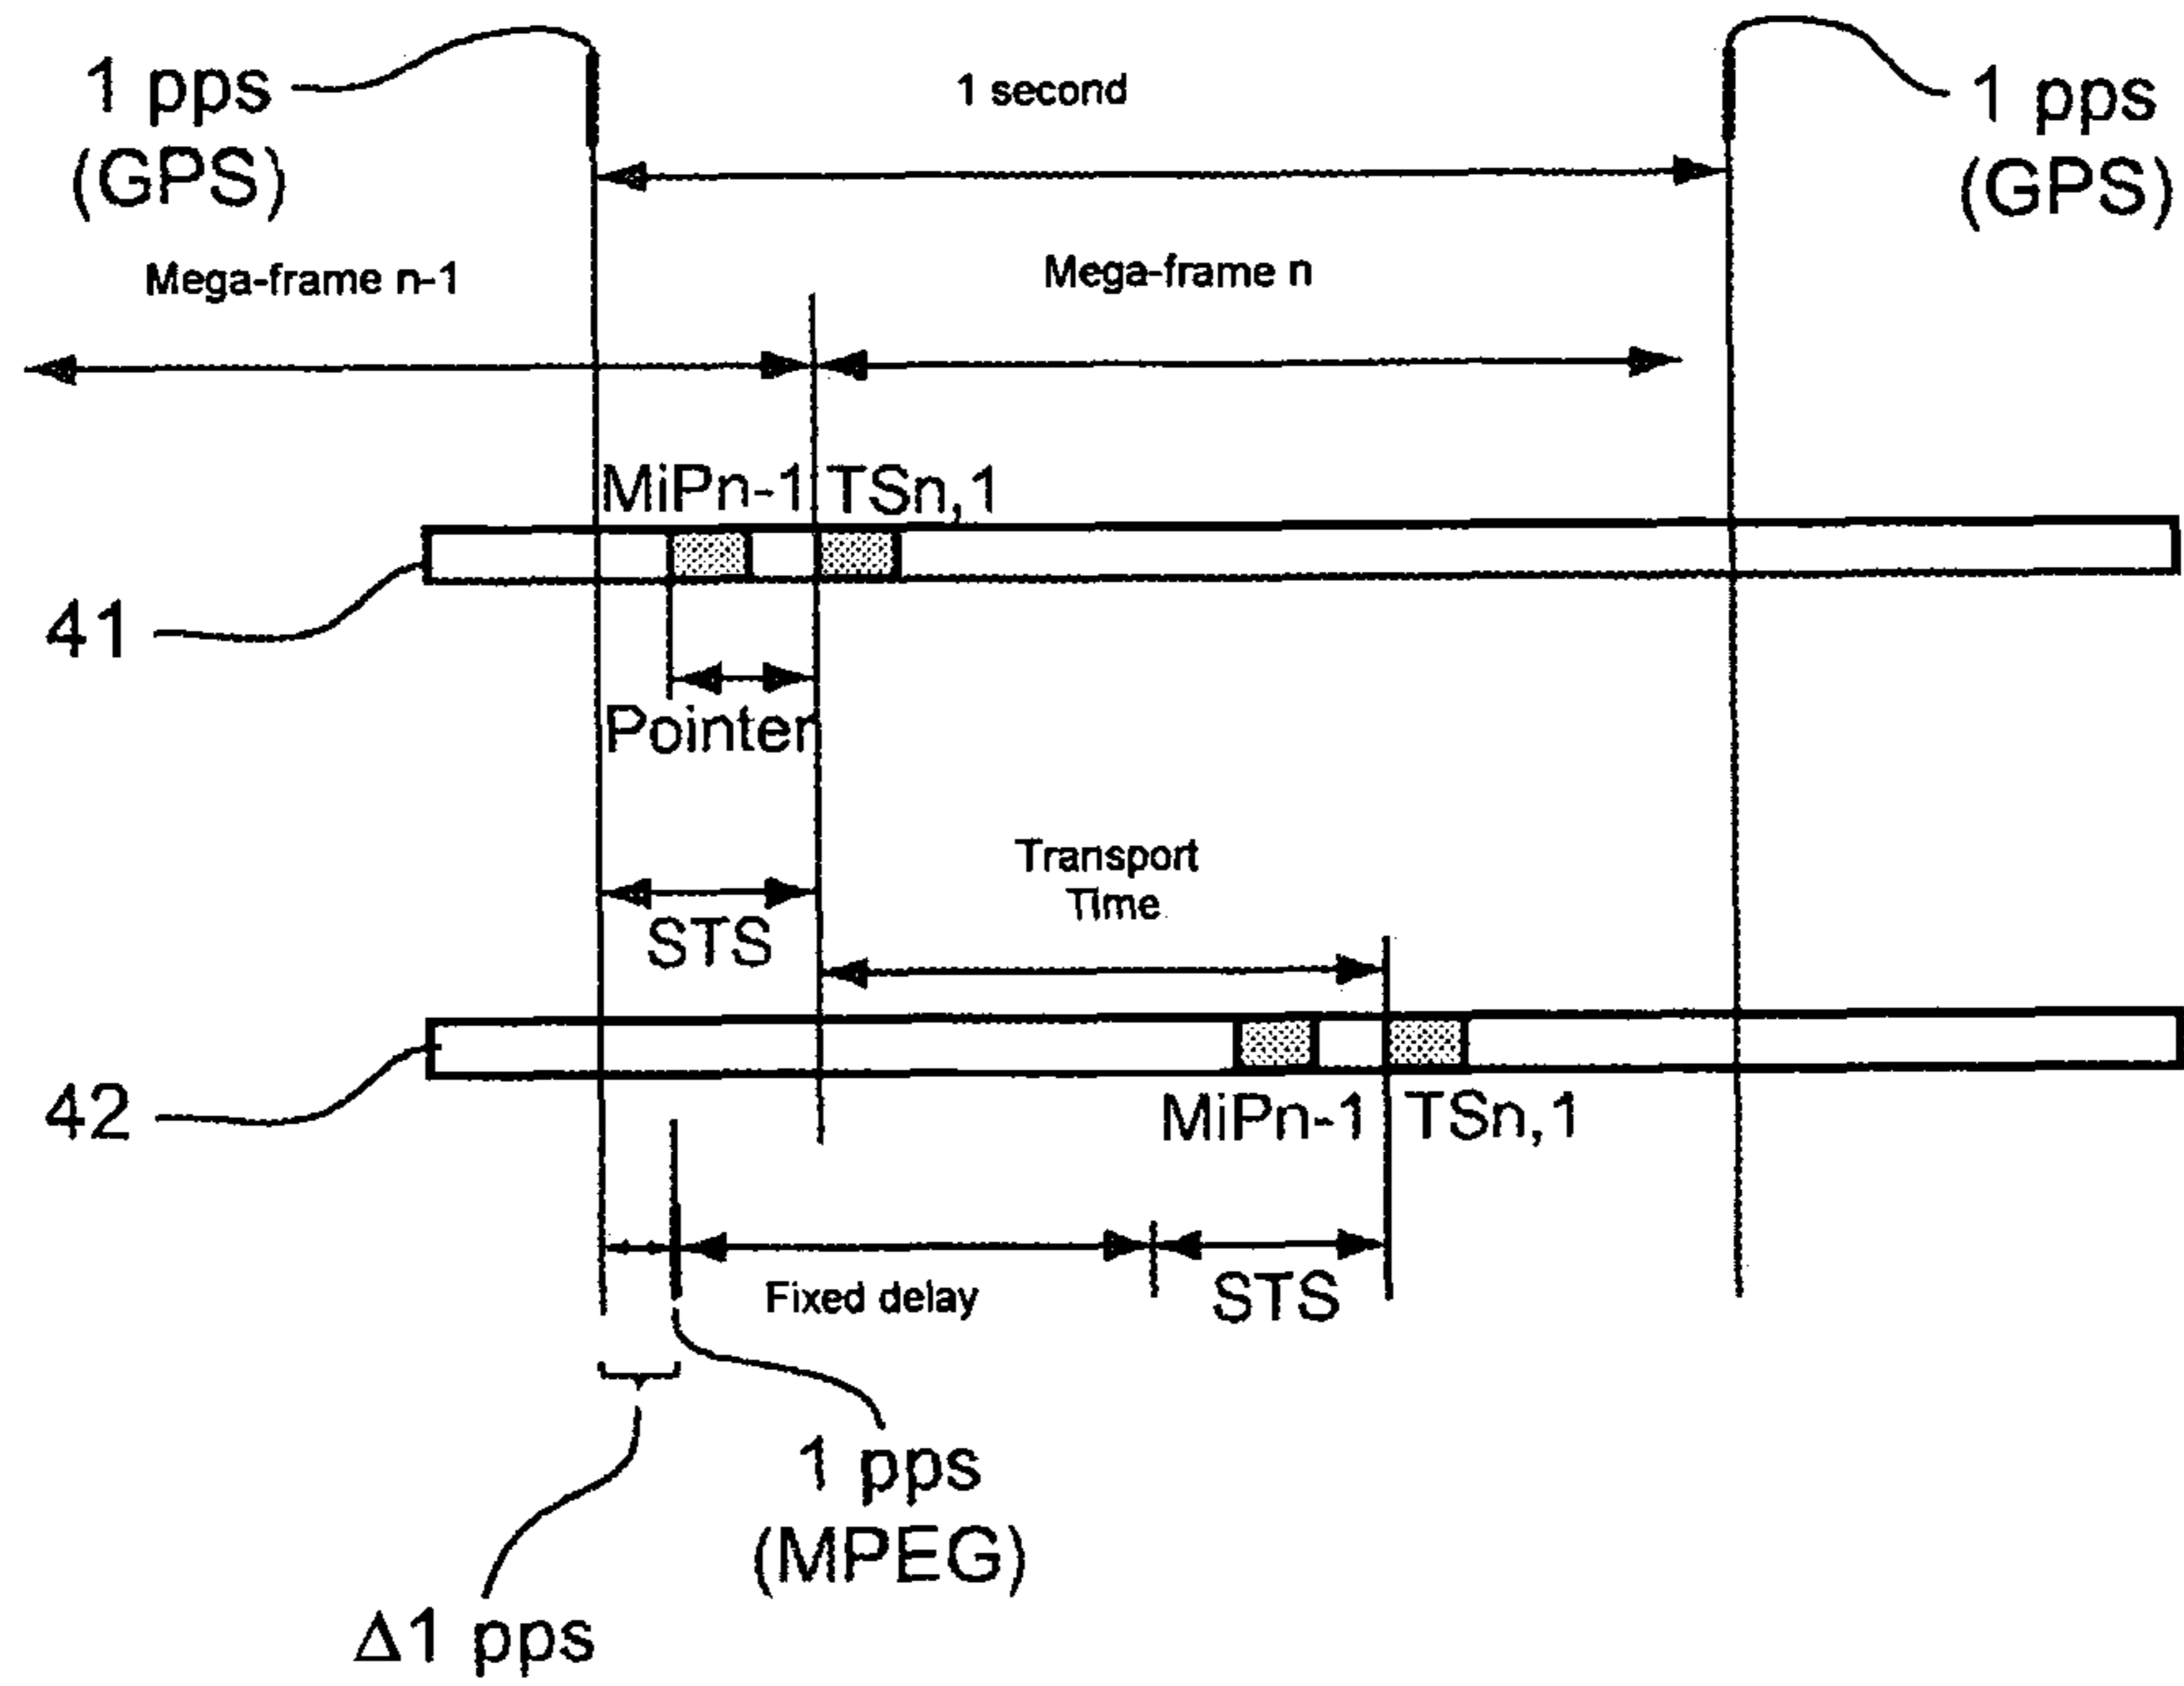 1 pps
(GPS)
1 second
1 pps
(GPS)
Mega-frame n-1
Mega-frame n
MiPn-1
TSn,1
41
Pointer
Transport
Time
STS
42
MiPn-1
TSn,1
Fixed delay
STS
1 pps
(MPEG)
Δ1 pps